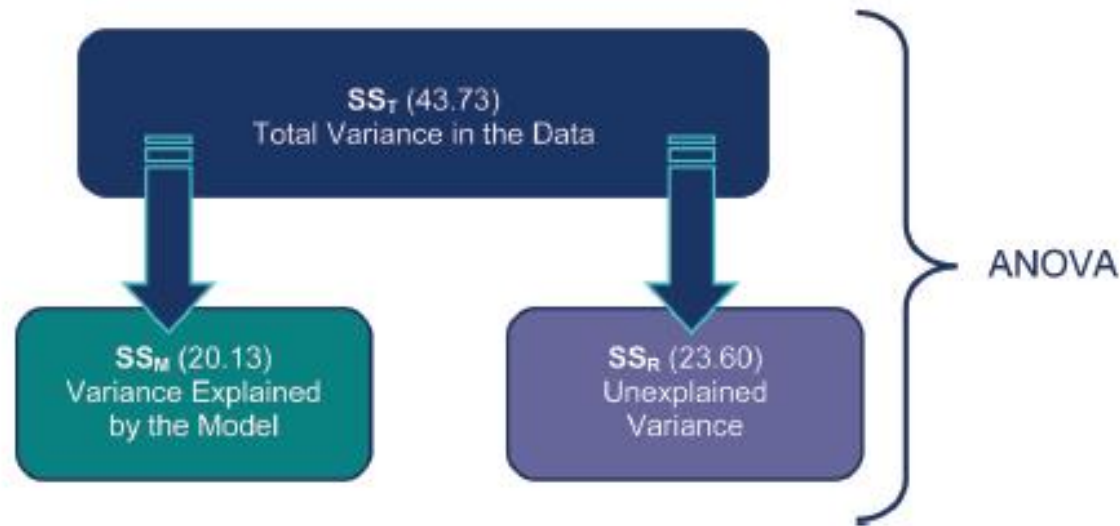 SST (43.73)
Total Variance in the Data
ANOVA
SSM (20.13)
Variance Explained
by the Model
SSR (23.60)
Unexplained
Variance